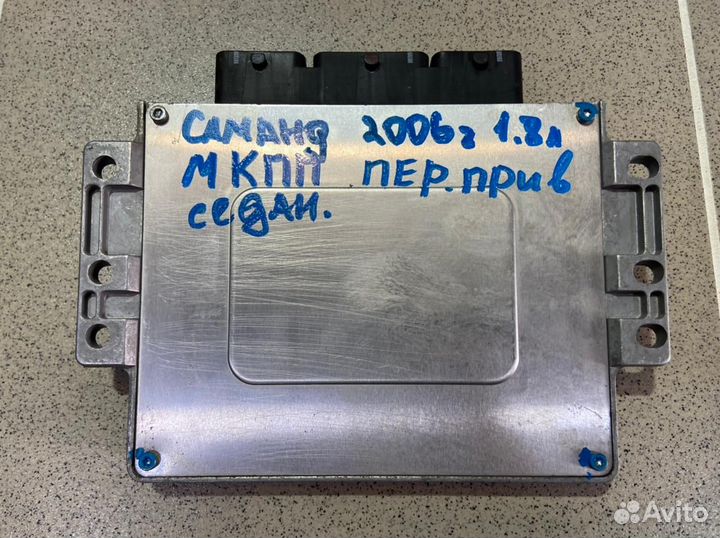 Саманд 2006г 1.8л
МКПП ПЕР.Прив
седан.
Avito